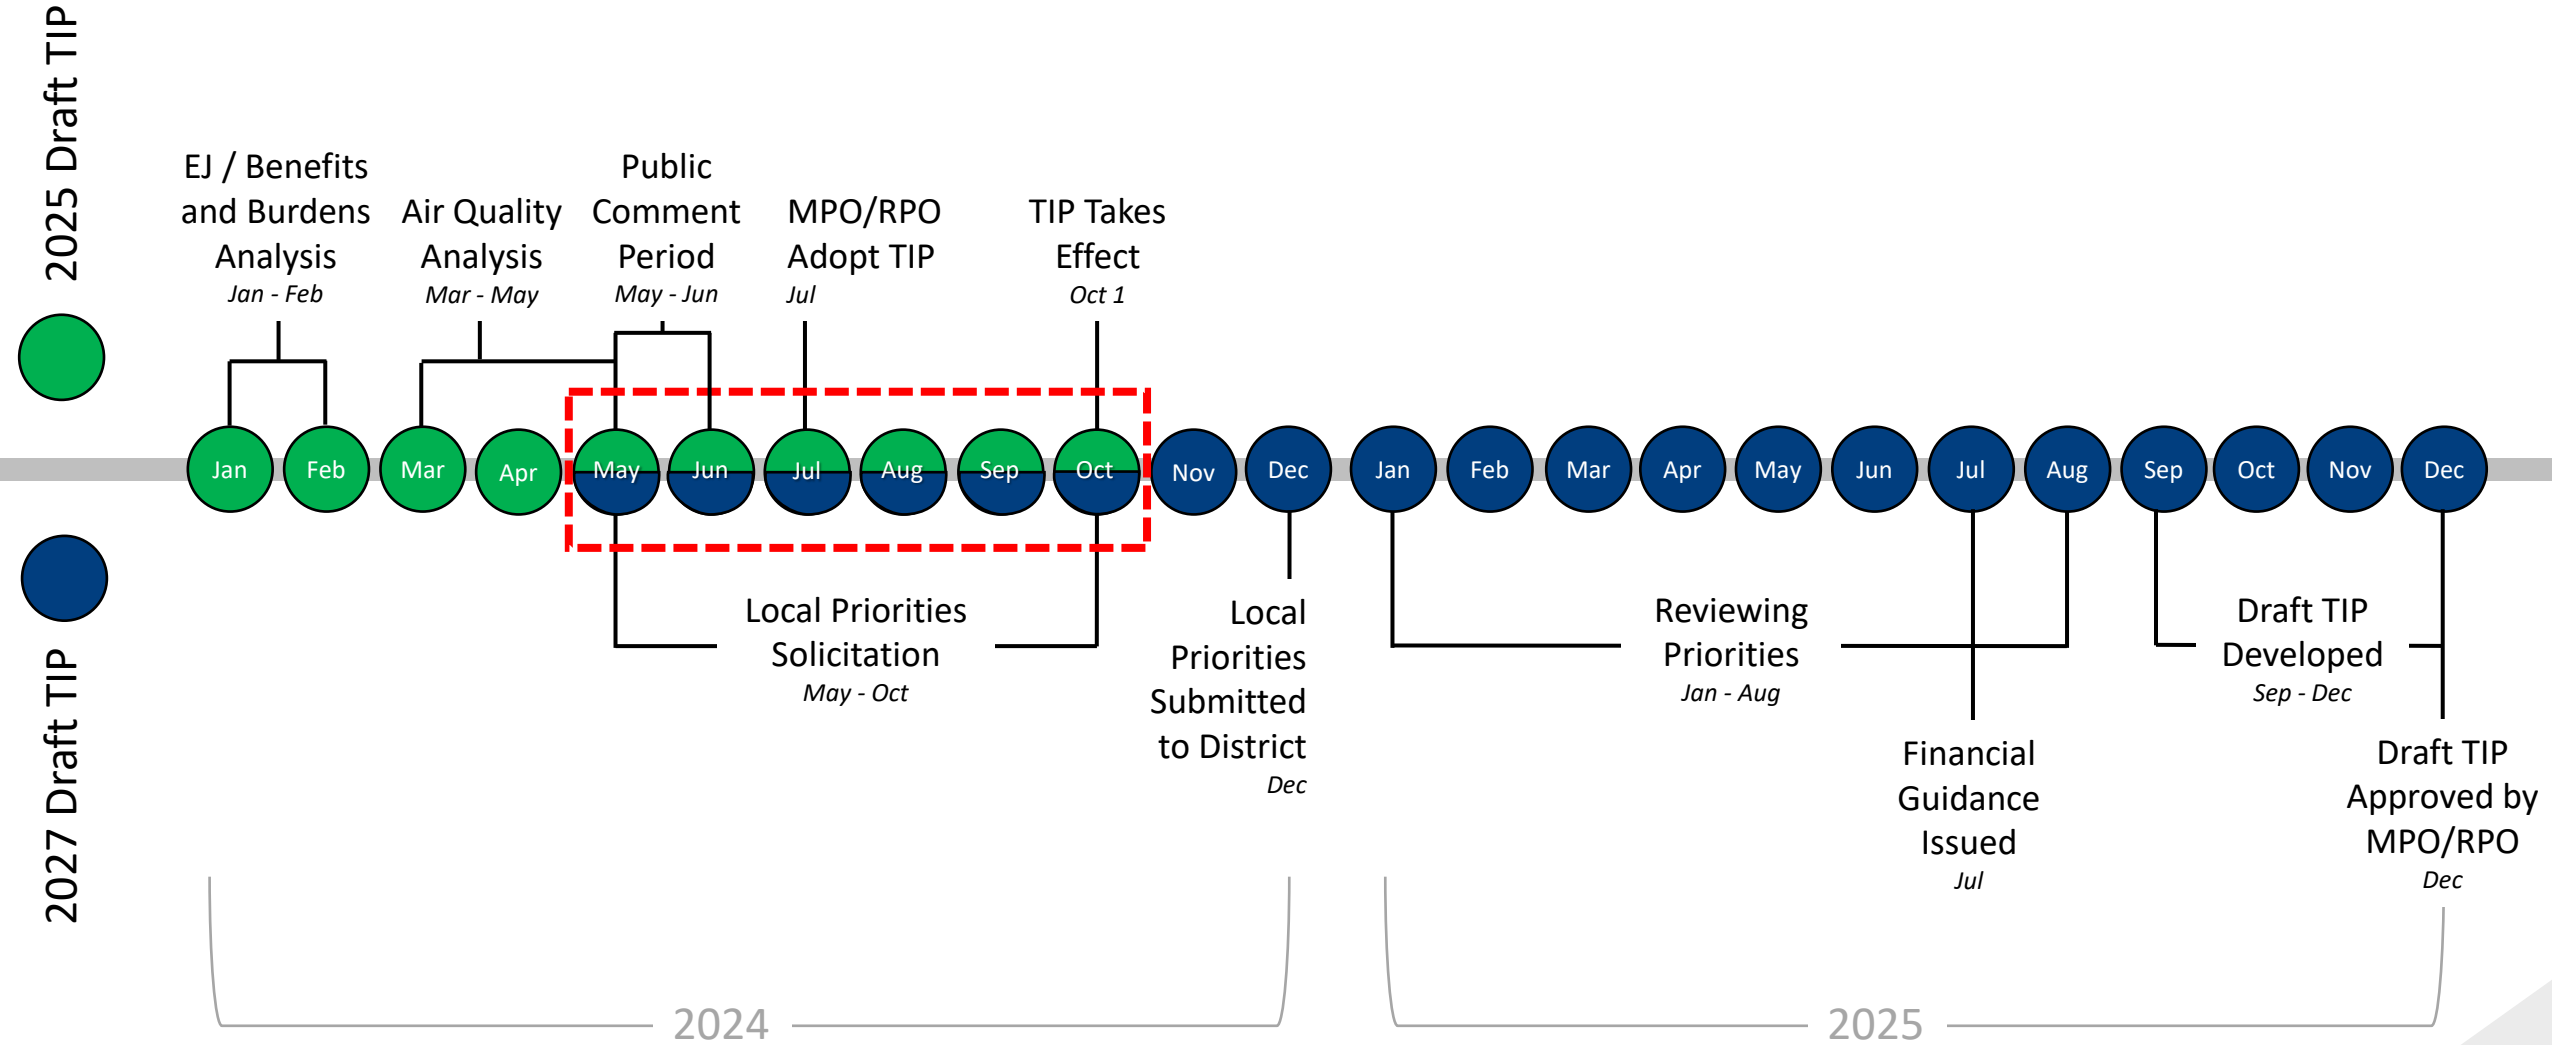 2025 Draft TIP
EJ / Benefits
and Burdens
Analysis
Jan - Feb
Air Quality
Analysis
Mar - May
Public
Comment
Period
May - Jun
MPO/RPO
Adopt TIP
Jul
TIP Takes
Effect
Oct 1
Jan
Feb
Mar
Apr
May
Jun
Jul
Aug
Sep
Oct
Nov
Dec
Jan
Feb
Mar
Apr
May
Jun
Jul
Aug
Sep
Oct
Nov
Dec
2027 Draft TIP
Local Priorities
Solicitation
May - Oct
Local
Priorities
Submitted
to District
Dec
Reviewing
Priorities
Jan - Aug
Financial
Guidance
Issued
Jul
Draft TIP
Developed
Sep - Dec
Draft TIP
Approved by
MPO/RPO
Dec
2024
2025